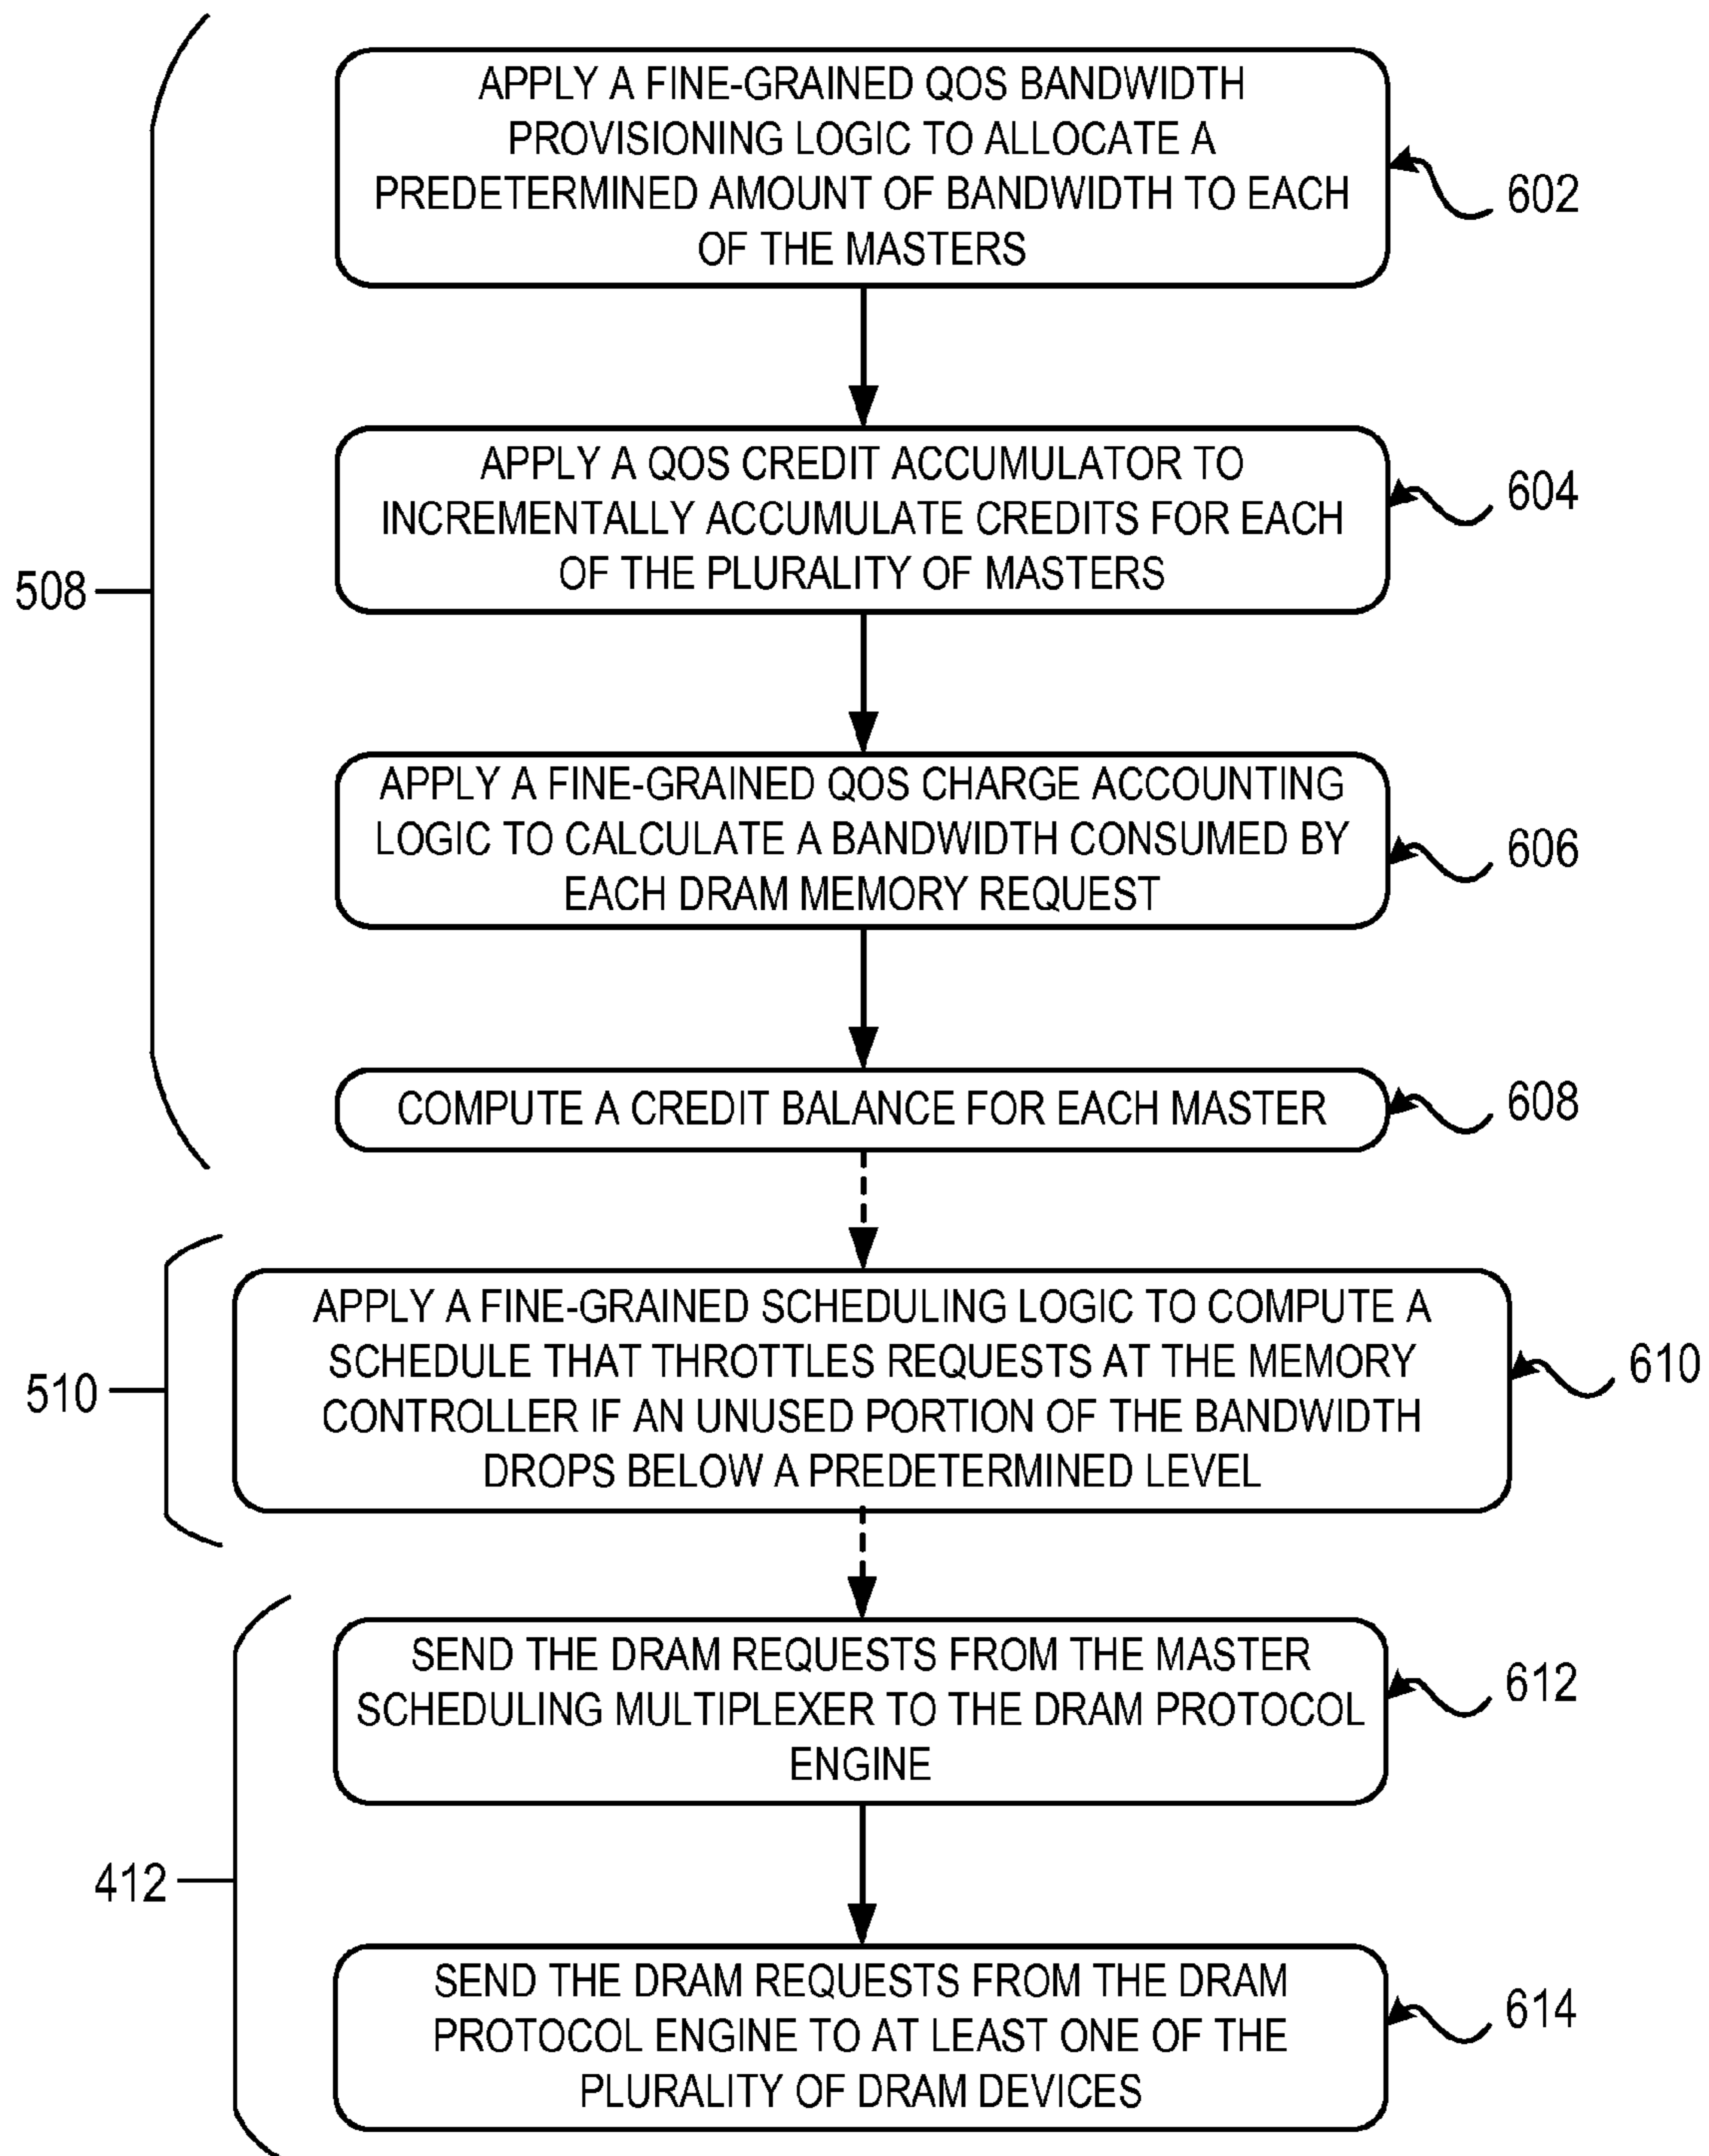 APPLY A FINE-GRAINED QOS BANDWIDTH
PROVISIONING LOGIC TO ALLOCATE A
PREDETERMINED AMOUNT OF BANDWIDTH TO EACH
OF THE MASTERS
602
APPLY A QOS CREDIT ACCUMULATOR TO
INCREMENTALLY ACCUMULATE CREDITS FOR EACH
OF THE PLURALITY OF MASTERS
604
508
APPLY A FINE-GRAINED QOS CHARGE ACCOUNTING
LOGIC TO CALCULATE A BANDWIDTH CONSUMED BY
EACH DRAM MEMORY REQUEST
606
COMPUTE A CREDIT BALANCE FOR EACH MASTER
608
APPLY A FINE-GRAINED SCHEDULING LOGIC TO COMPUTE A
SCHEDULE THAT THROTTLES REQUESTS AT THE MEMORY
CONTROLLER IF AN UNUSED PORTION OF THE BANDWIDTH
DROPS BELOW A PREDETERMINED LEVEL
610
510
SEND THE DRAM REQUESTS FROM THE MASTER
SCHEDULING MULTIPLEXER TO THE DRAM PROTOCOL
ENGINE
612
412
SEND THE DRAM REQUESTS FROM THE DRAM
PROTOCOL ENGINE TO AT LEAST ONE OF THE
PLURALITY OF DRAM DEVICES
614